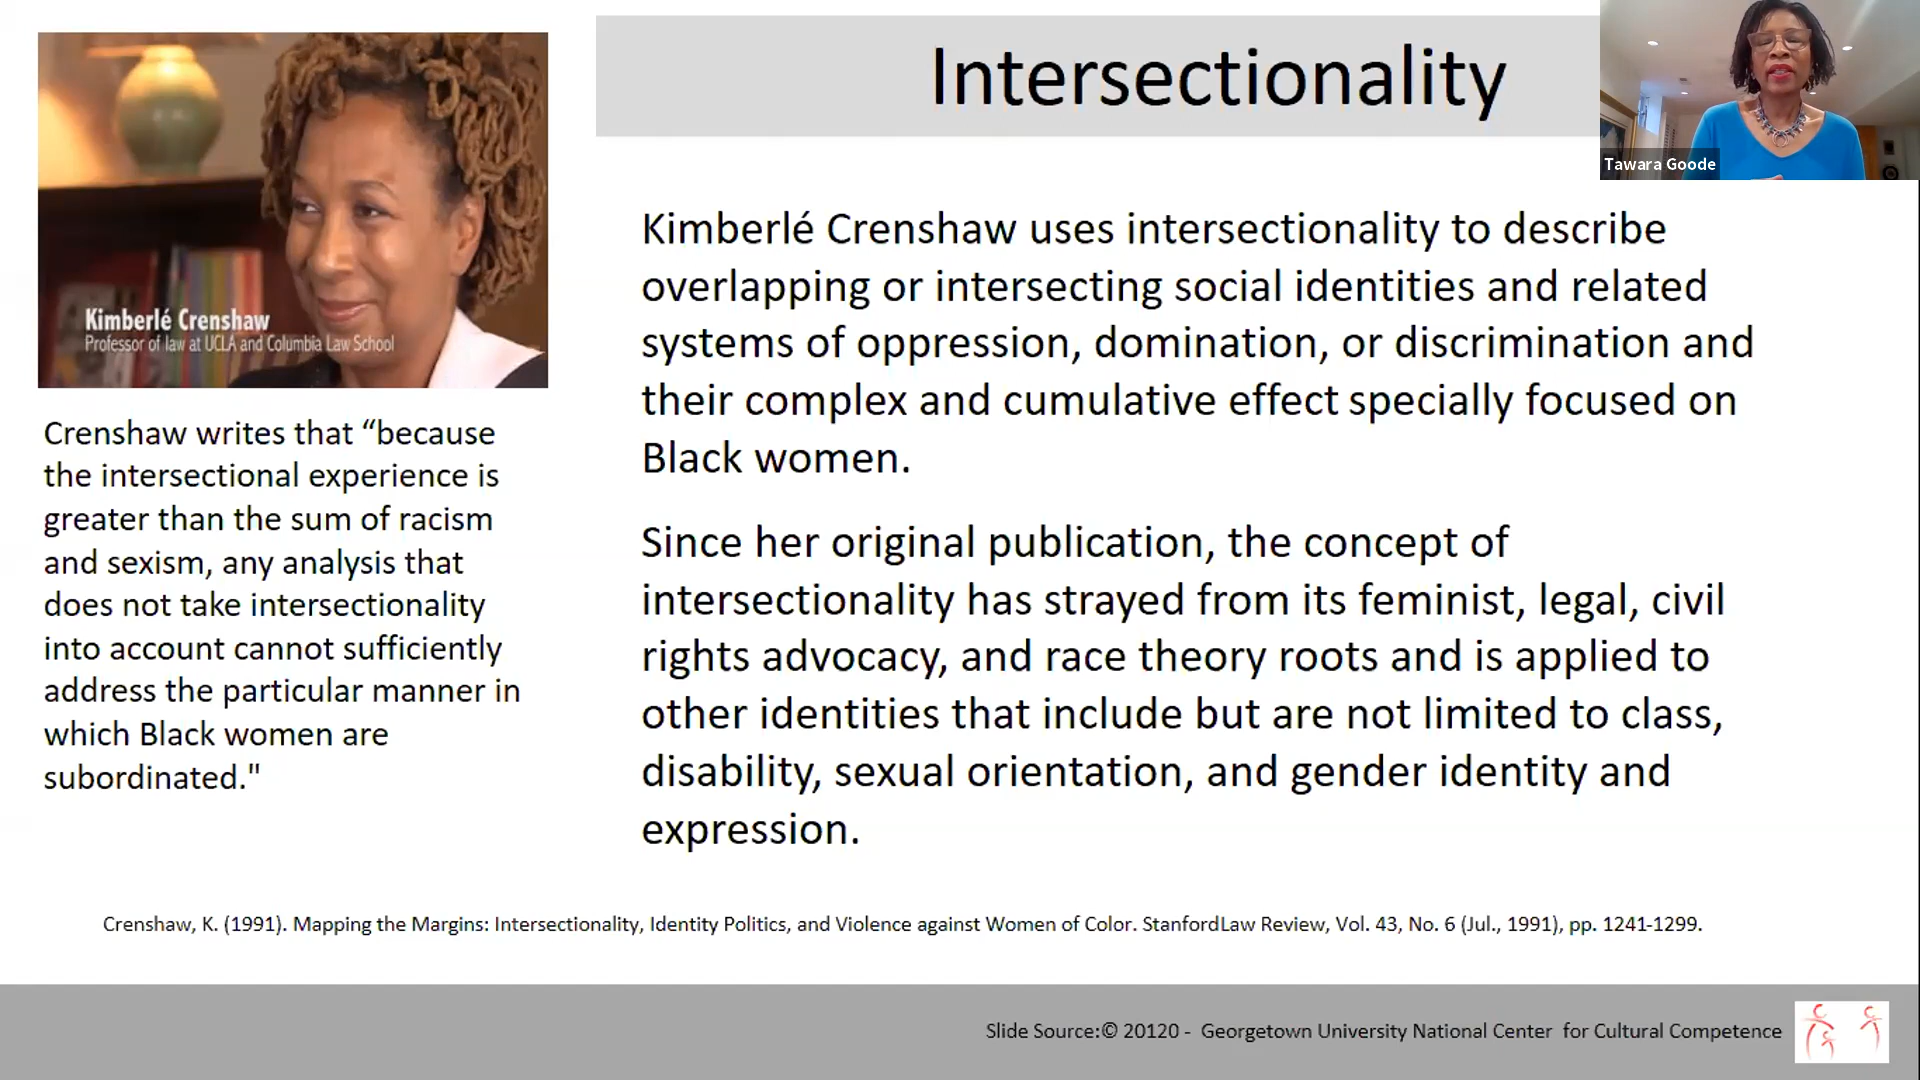 Intersectionality
Tawara Goode
Kimberlé Crenshaw
Professor of law at UCLA and Columbia Law School
Crenshaw writes that “because
the intersectional experience is
greater than the sum of racism
and sexism, any analysis that
does not take intersectionality
into account cannot sufficiently
address the particular manner in
which Black women are
subordinated."
Kimberlé Crenshaw uses intersectionality to describe
overlapping or intersecting social identities and related
systems of oppression, domination, or discrimination and
their complex and cumulative effect specially focused on
Black women.
Since her original publication, the concept of
intersectionality has strayed from its feminist, legal, civil
rights advocacy, and race theory roots and is applied to
other identities that include but are not limited to class,
disability, sexual orientation, and gender identity and
expression.
Crenshaw, K. (1991). Mapping the Margins: Intersectionality, Identity Politics, and Violence against Women of Color. StanfordLaw Review, Vol. 43, No. 6 (Jul., 1991), pp. 1241-1299.
Slide Source:© 20120 - Georgetown University National Center for Cultural Competence